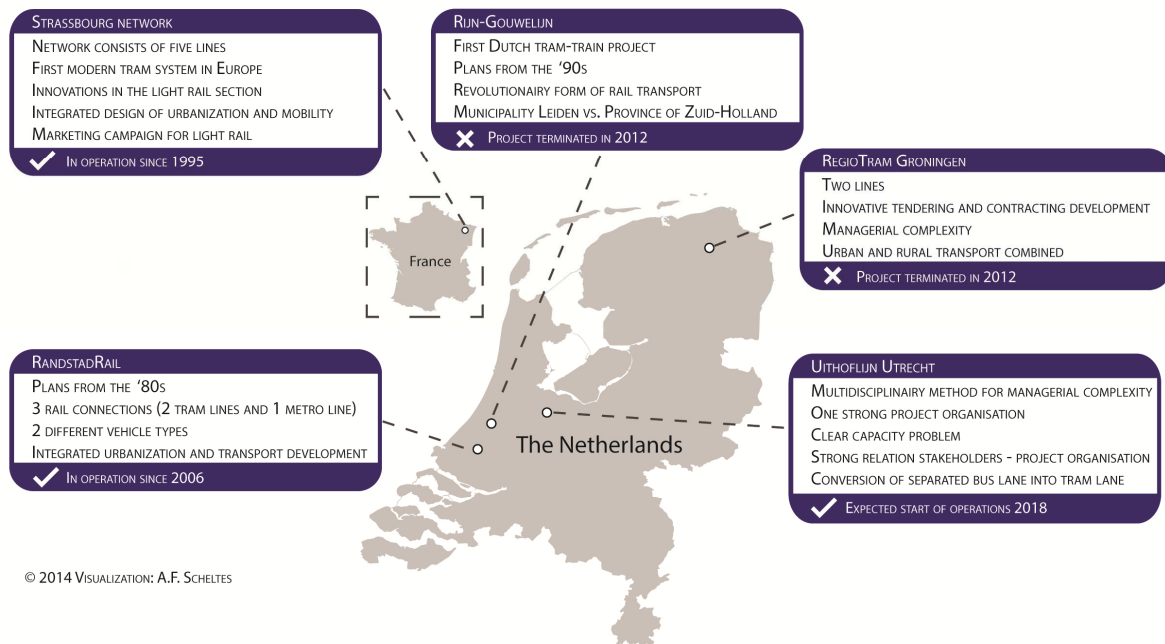 Strassbourg network
Network consists of five lines
First modern tram system in Europe
Innovations in the light rail section
Integrated design of urbanization and mobility
Marketing campaign for light rail
In operation since 1995
Rijn-Gouwelijn
First Dutch tram-train project
Plans from the '90s
Revolutionairy form of rail transport
Municipality Leiden vs. Province of Zuid-Holland
Project terminated in 2012
RegioTram Groningen
Two lines
Innovative tendering and contracting development
Managerial complexity
Urban and rural transport combined
Project terminated in 2012
France
RandstadRail
Plans from the '80s
3 rail connections (2 tram lines and 1 metro line)
2 different vehicle types
Integrated urbanization and transport development
In operation since 2006
The Netherlands
Uithoflijn Utrecht
Multidisciplinairy method for managerial complexity
One strong project organisation
Clear capacity problem
Strong relation stakeholders - project organisation
Conversion of separated bus lane into tram lane
Expected start of operations 2018
© 2014 Visualization: A.F. Scheltes